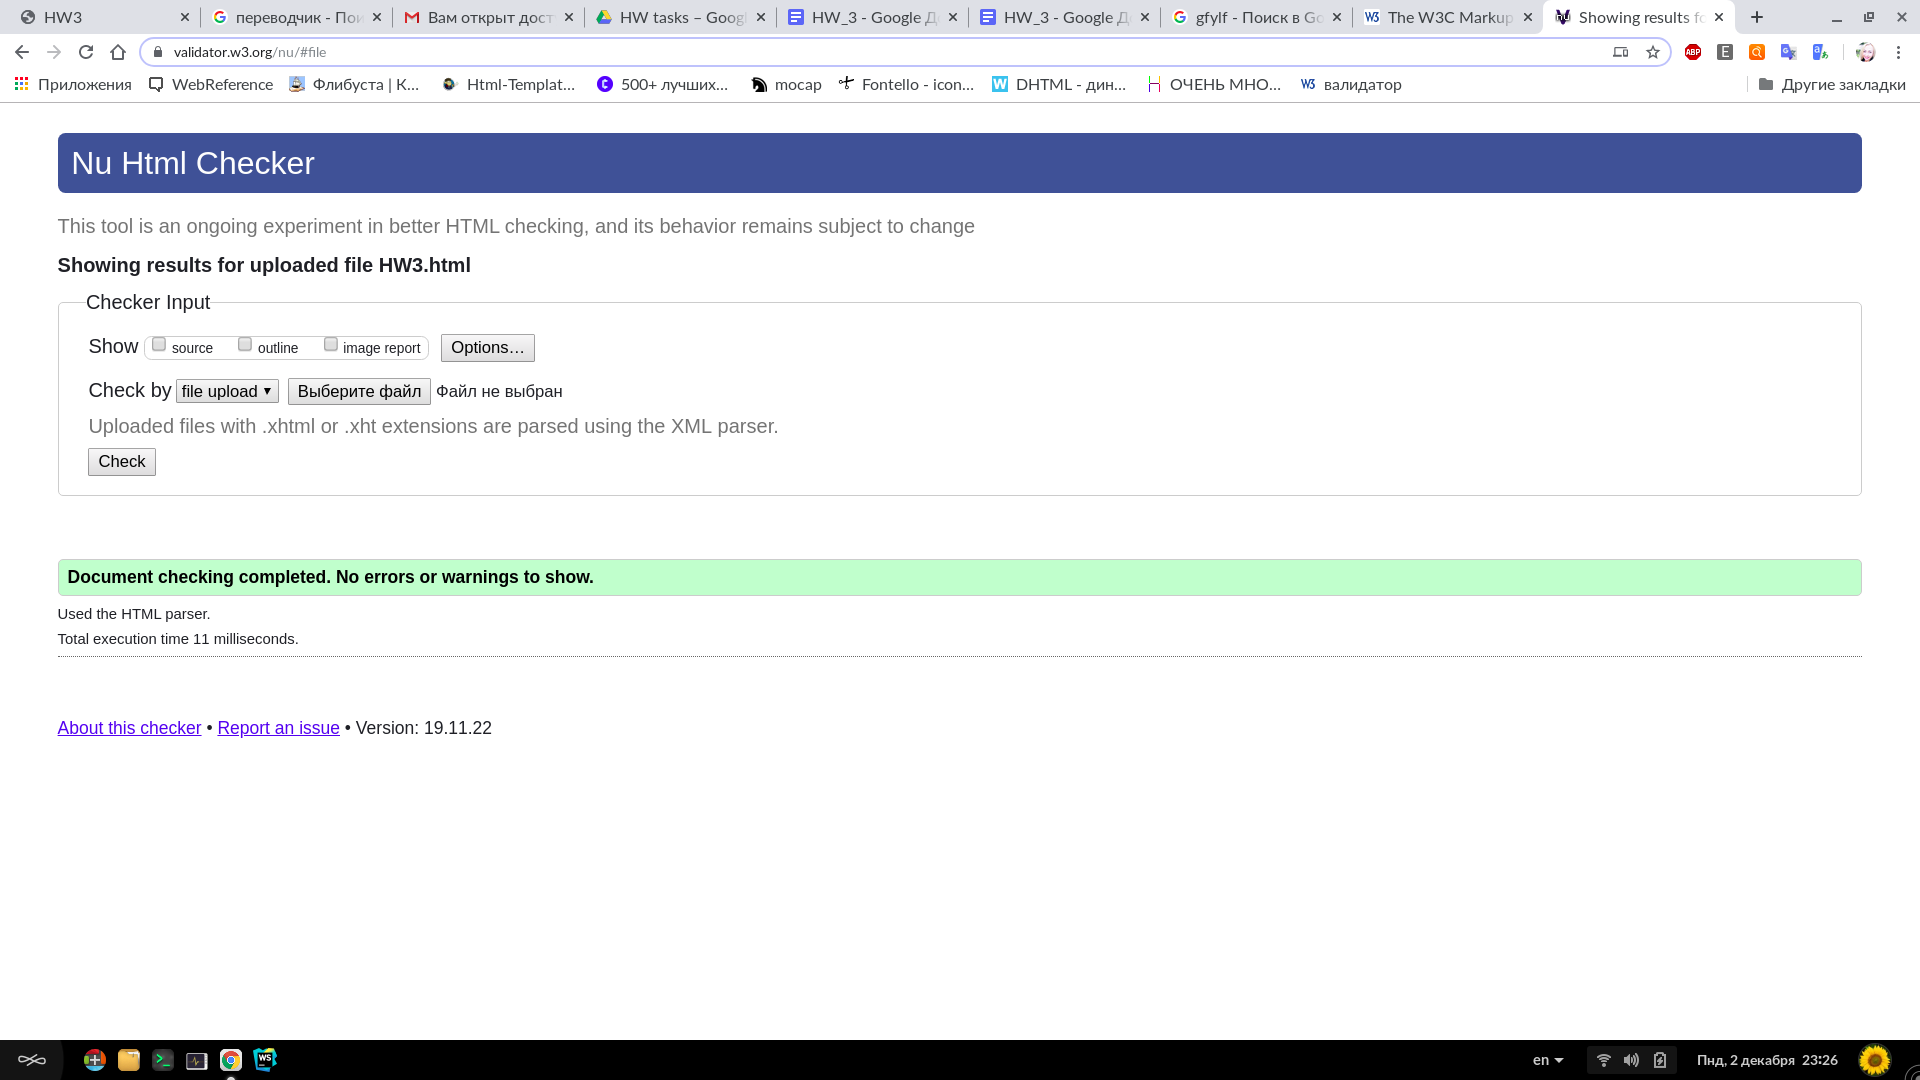 HW3
переводчик - Пои
Вам открыт дост
HW tasks – Googl
HW_3 - Google Д
HW_3 - Google Д
gfylf - Поиск в Go
The W3C Markup
Showing results fo
validator.w3.org/nu/#file
Приложения
WebReference
Флибуста | К...
Html-Templat...
500+ лучших...
mocap
Fontello - icon...
DHTML - дин...
ОЧЕНЬ МНО...
валидатор
Другие закладки
Nu Html Checker
This tool is an ongoing experiment in better HTML checking, and its behavior remains subject to change
Showing results for uploaded file HW3.html
Checker Input
Show source outline image report Options…
Check by file upload Выберите файл Файл не выбран
Uploaded files with .xhtml or .xht extensions are parsed using the XML parser.
Check
Document checking completed. No errors or warnings to show.
Used the HTML parser.
Total execution time 11 milliseconds.
About this checker • Report an issue • Version: 19.11.22
en
Пнд, 2 декабря 23:26